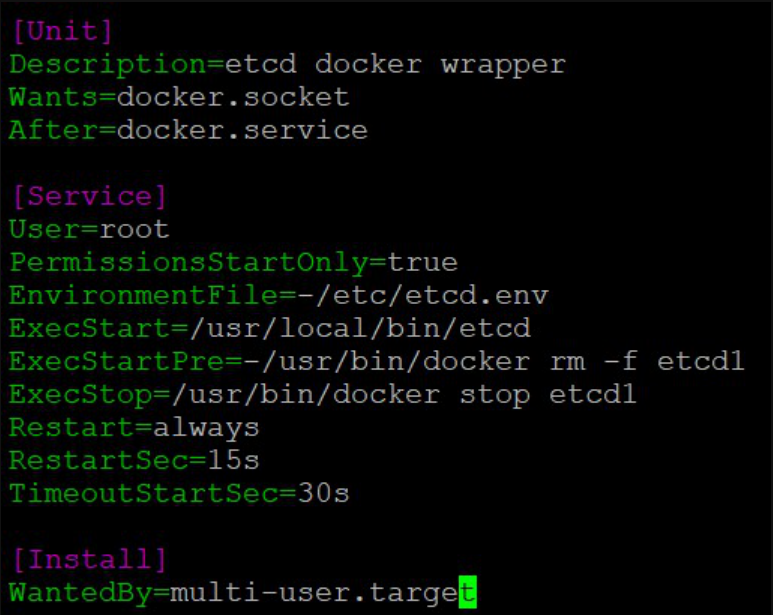 [Unit]
Description=etcd docker wrapper
Wants=docker.socket
After=docker.service

[Service]
User=root
PermissionsStartOnly=true
EnvironmentFile=-/etc/etcd.env
ExecStart=/usr/local/bin/etcd
ExecStartPre=-/usr/bin/docker rm -f etcd1
ExecStop=/usr/bin/docker stop etcd1
Restart=always
RestartSec=15s
TimeoutStartSec=30s

[Install]
WantedBy=multi-user.target